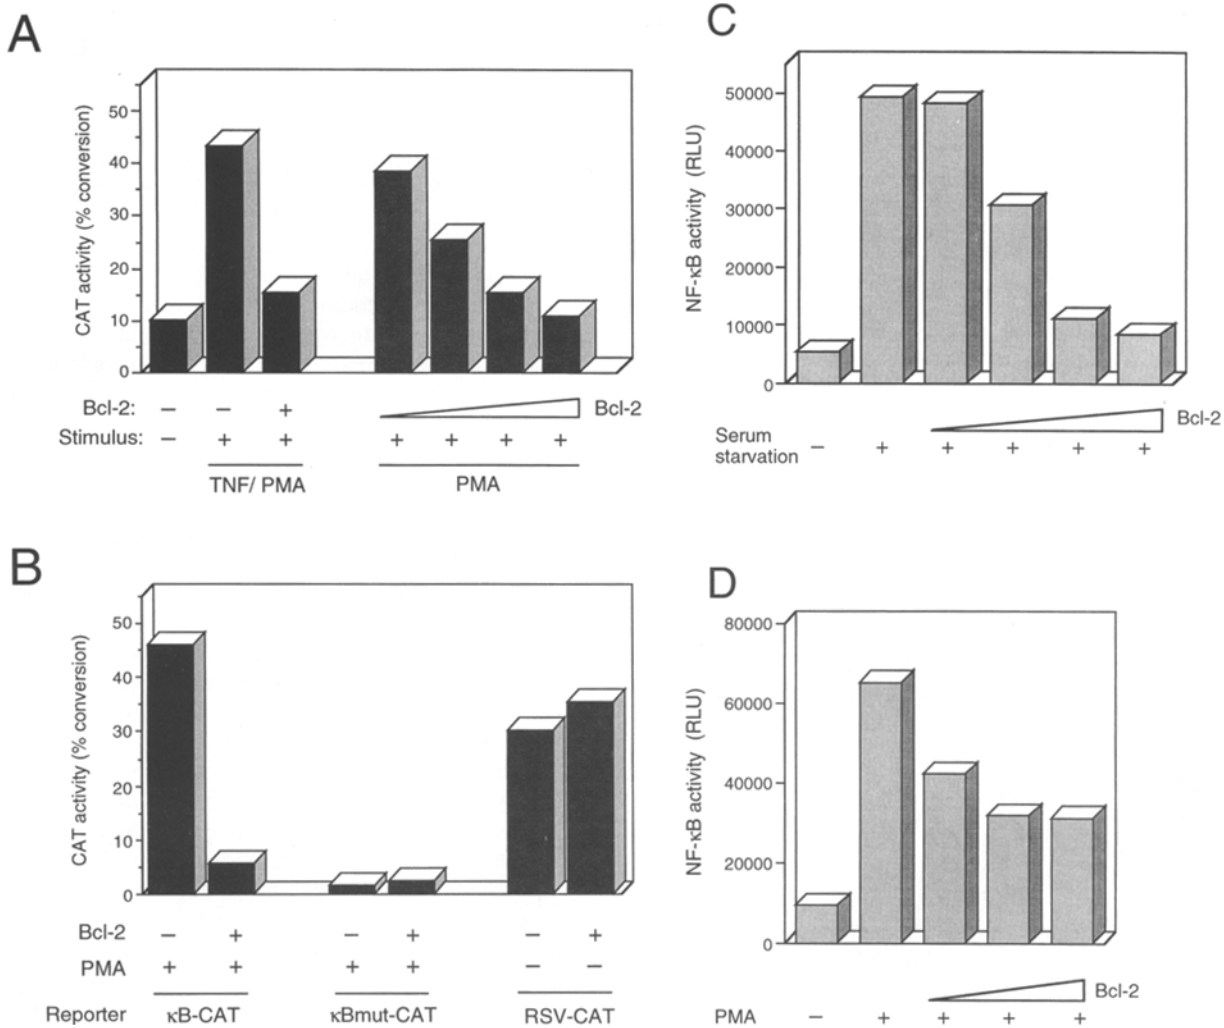 A
CAT activity (% conversion)
50
40
30
20
10
0
Bcl-2: – – + Bcl-2
Stimulus: – + + + + + +
TNF/ PMA PMA
B
CAT activity (% conversion)
50
40
30
20
10
0
Bcl-2 – + – + – +
PMA + + + + – –
Reporter κB-CAT κBmut-CAT RSV-CAT
C
NF-κB activity (RLU)
50000
40000
30000
20000
10000
0
Bcl-2
Serum
starvation – + + + + +
D
NF-κB activity (RLU)
80000
60000
40000
20000
0
Bcl-2
PMA – + + + +